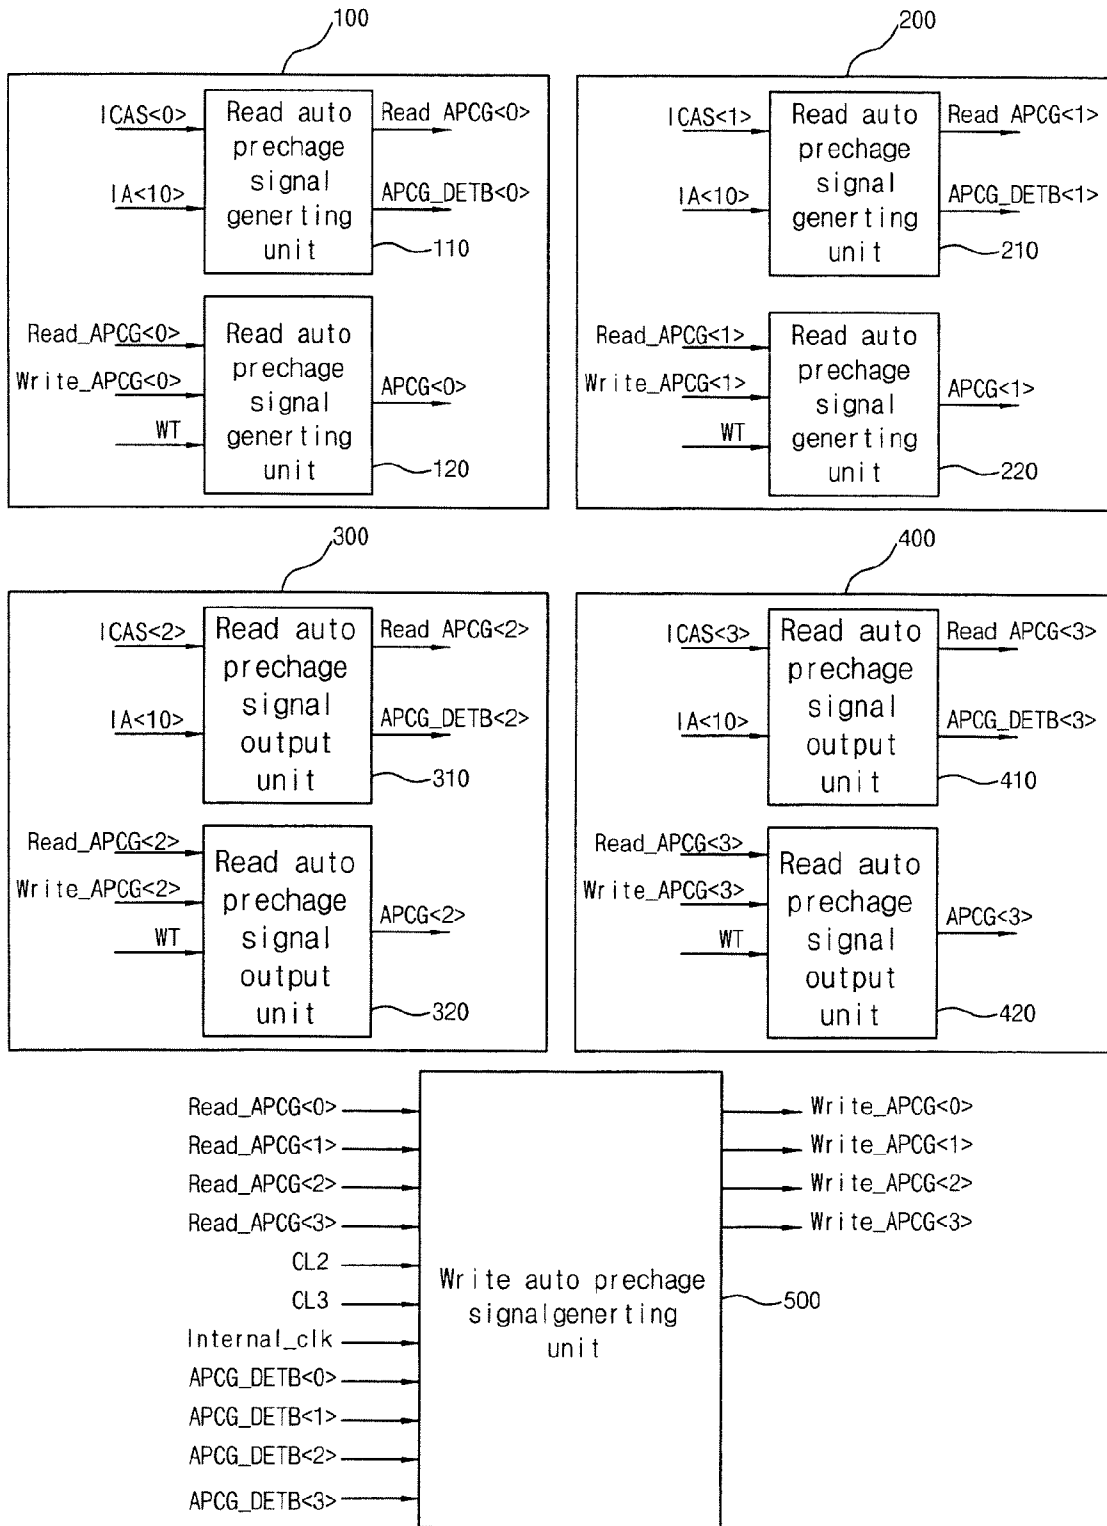 100
ICAS<0>
IA<10>
Read auto
prechage
signal
generting
unit
Read APCG<0>
APCG_DETB<0>
110
Read_APCG<0>
Write_APCG<0>
WT
Read auto
prechage
signal
generting
unit
APCG<0>
120
200
ICAS<1>
IA<10>
Read auto
prechage
signal
generting
unit
Read APCG<1>
APCG_DETB<1>
210
Read_APCG<1>
Write_APCG<1>
WT
Read auto
prechage
signal
generting
unit
APCG<1>
220
300
ICAS<2>
IA<10>
Read auto
prechage
signal
output
unit
Read APCG<2>
APCG_DETB<2>
310
Read_APCG<2>
Write_APCG<2>
WT
Read auto
prechage
signal
output
unit
APCG<2>
320
400
ICAS<3>
IA<10>
Read auto
prechage
signal
output
unit
Read APCG<3>
APCG_DETB<3>
410
Read_APCG<3>
Write_APCG<3>
WT
Read auto
prechage
signal
output
unit
APCG<3>
420
Read_APCG<0>
Read_APCG<1>
Read_APCG<2>
Read_APCG<3>
CL2
CL3
Internal_clk
APCG_DETB<0>
APCG_DETB<1>
APCG_DETB<2>
APCG_DETB<3>
Write auto prechage
signalgenerting
unit
Write_APCG<0>
Write_APCG<1>
Write_APCG<2>
Write_APCG<3>
500